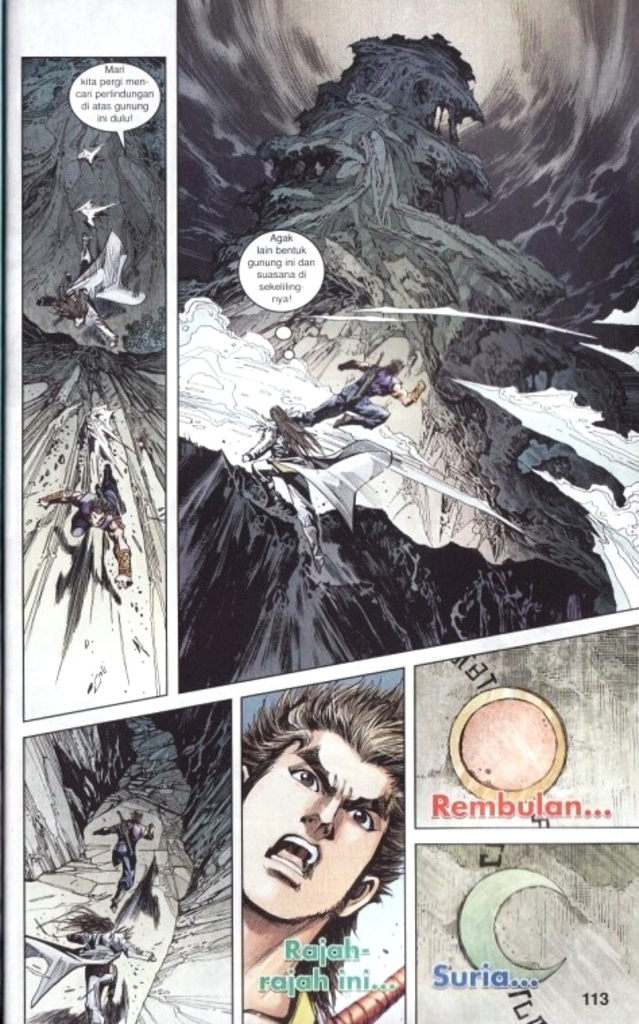 Mari
kita pergi men-
cari perlindungan
di atas gunung
ini dulu!
Agak
lain bentuk
gunung ini dan
suasana di
sekeliling-
nya!
Rajah-
rajah ini...
Rembulan...
Suria...
113